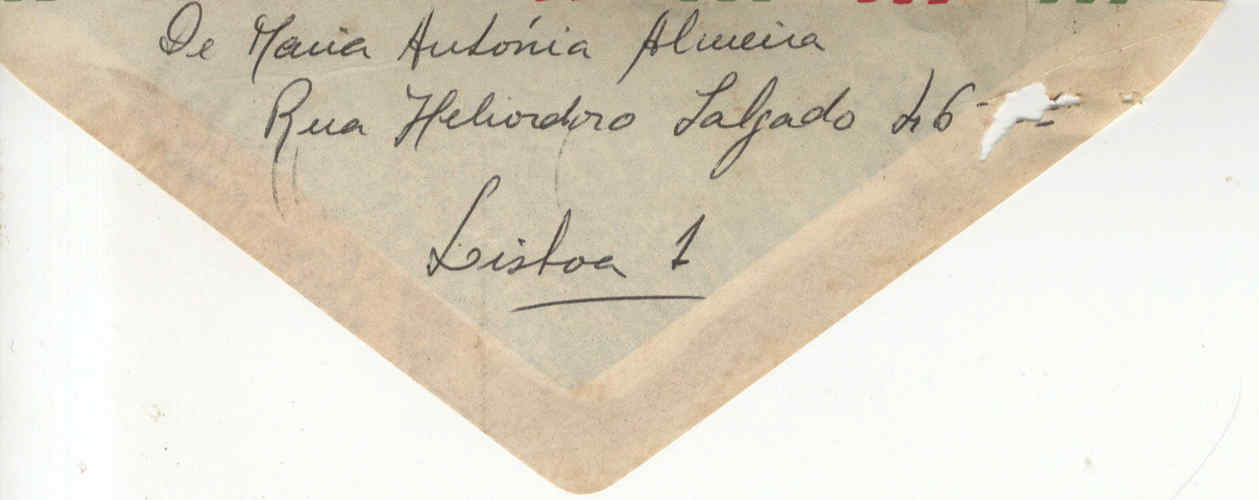 De Maria Antónia Almeida
Rua Heliodoro Salgado 46
Lisboa 1